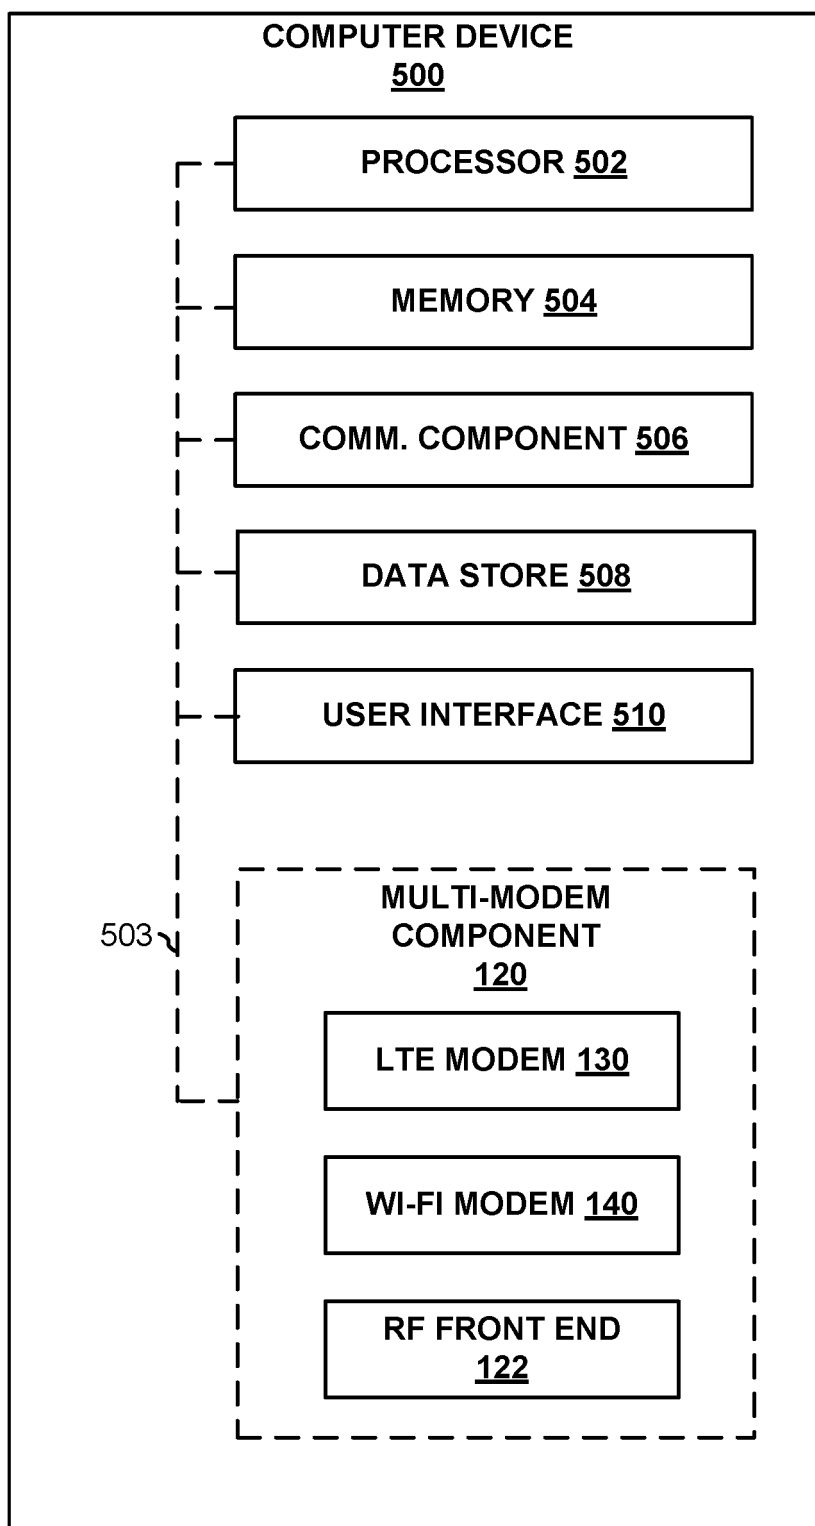 COMPUTER DEVICE
500
PROCESSOR 502
MEMORY 504
COMM. COMPONENT 506
DATA STORE 508
USER INTERFACE 510
MULTI-MODEM
COMPONENT
120
503
LTE MODEM 130
WI-FI MODEM 140
RF FRONT END
122